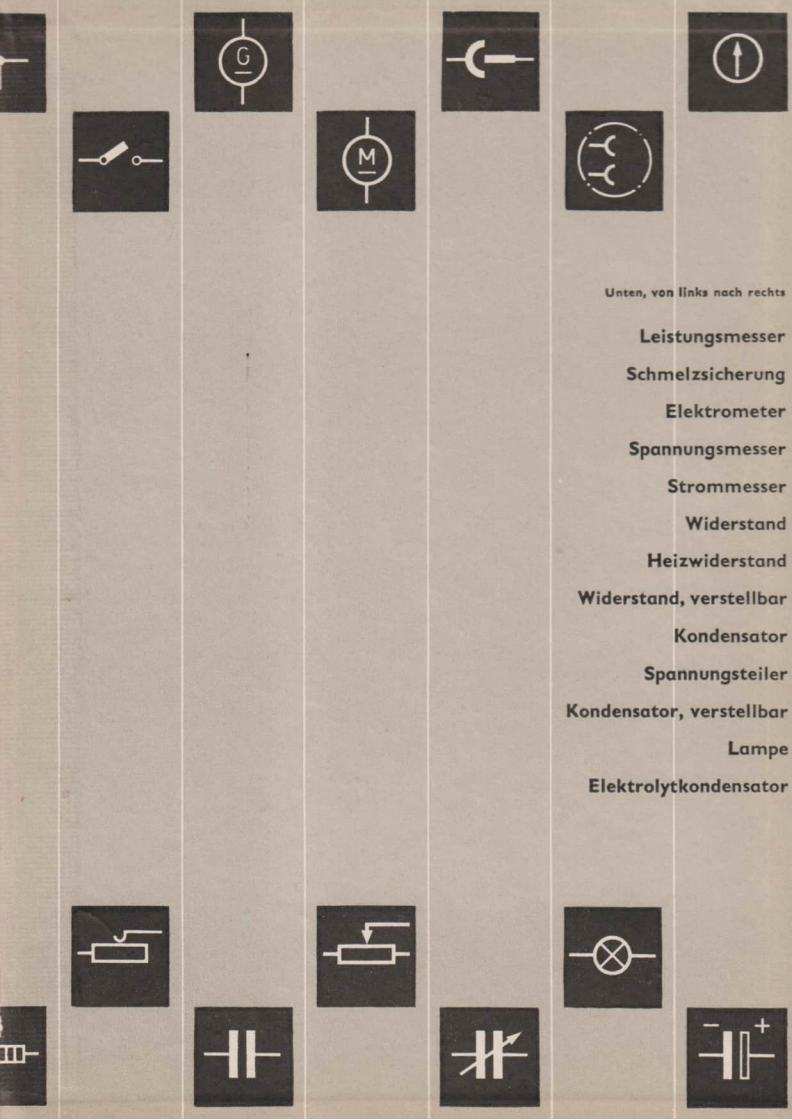 G
M
Unten, von links nach rechts
Leistungsmesser
Schmelzsicherung
Elektrometer
Spannungsmesser
Strommesser
Widerstand
Heizwiderstand
Widerstand, verstellbar
Kondensator
Spannungsteiler
Kondensator, verstellbar
Lampe
Elektrolytkondensator
- +